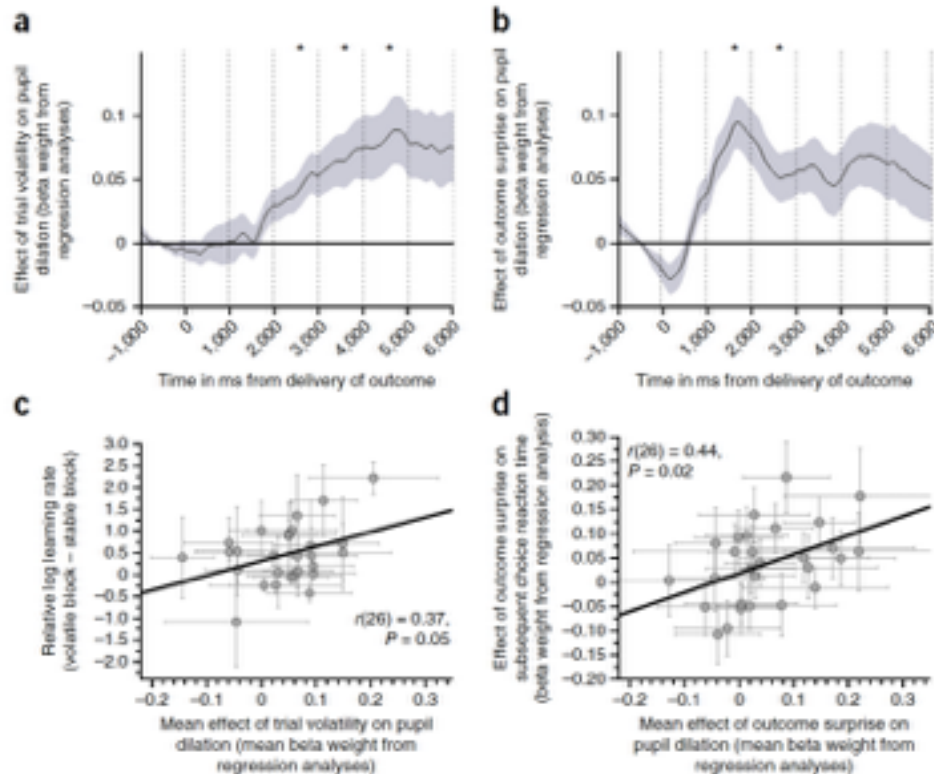 a
Effect of trial volatility on pupil
dilation (beta weight from
regression analyses)
* * *
0.1
0.05
0
−0.05
−1,000 0 1,000 2,000 3,000 4,000 5,000 6,000
Time in ms from delivery of outcome
b
Effect of outcome surprise on pupil
dilation (beta weight from
regression analyses)
* *
0.1
0.05
0
−0.05
−1,000 0 1,000 2,000 3,000 4,000 5,000 6,000
Time in ms from delivery of outcome
c
Relative log learning rate
(volatile block – stable block)
3.0
2.5
2.0
1.5
1.0
0.5
0
−0.5
−1.0
−1.5
−2.0
r(26) = 0.37,
P = 0.05
−0.2 −0.1 0 0.1 0.2 0.3
Mean effect of trial volatility on pupil
dilation (mean beta weight from
regression analyses)
d
Effect of outcome surprise on
subsequent choice reaction time
(beta weight from regression analysis)
0.30
0.25
0.20
0.15
0.10
0.05
0
−0.05
−0.10
−0.15
−0.20
r(26) = 0.44,
P = 0.02
−0.2 −0.1 0 0.1 0.2 0.3
Mean effect of outcome surprise on
pupil dilation (mean beta weight from
regression analyses)